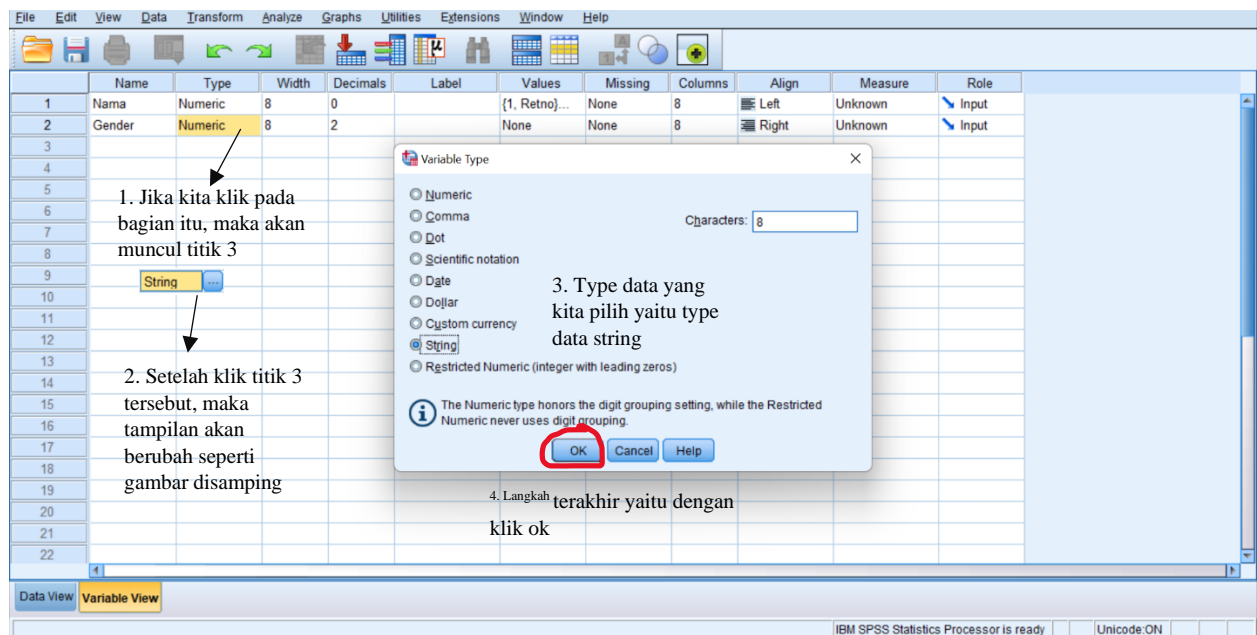 File Edit View Data Transform Analyze Graphs Utilities Extensions Window Help
Name Type Width Decimals Label Values Missing Columns Align Measure Role
1 Nama Numeric 8 0 {1, Retno}... None 8 Left Unknown Input
2 Gender Numeric 8 2 None None 8 Right Unknown Input
3
4
5
6
7
8
9
10
11
12
13
14
15
16
17
18
19
20
21
22
1. Jika kita klik pada
bagian itu, maka akan
muncul titik 3
String ...
2. Setelah klik titik 3
tersebut, maka
tampilan akan
berubah seperti
gambar disamping
Variable Type
Numeric
Comma
Dot
Scientific notation
Date
Dollar
Custom currency
String
Restricted Numeric (integer with leading zeros)
Characters: 8
3. Type data yang
kita pilih yaitu type
data string
The Numeric type honors the digit grouping setting, while the Restricted
Numeric never uses digit grouping.
OK Cancel Help
4. Langkah terakhir yaitu dengan
klik ok
Data View Variable View
IBM SPSS Statistics Processor is ready Unicode:ON